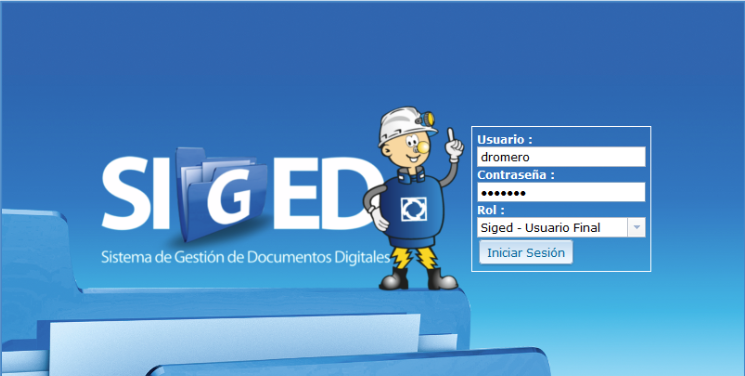 SIGED
Sistema de Gestión de Documentos Digitales
Usuario :
dromero
Contraseña :
•••••••
Rol :
Siged - Usuario Final
Iniciar Sesión